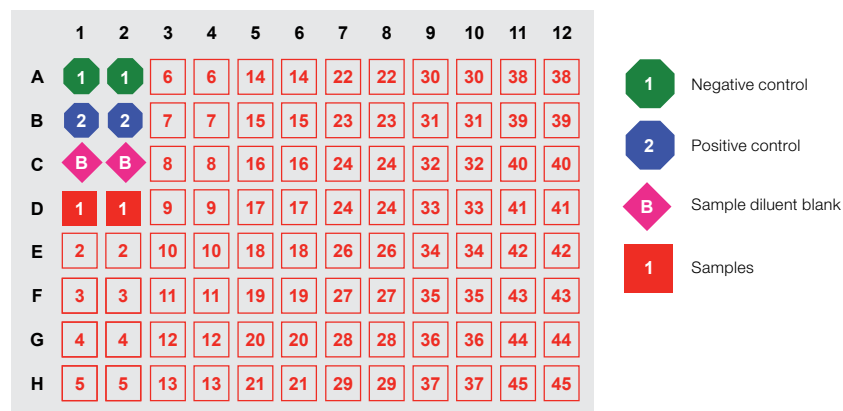 1 2 3 4 5 6 7 8 9 10 11 12
A 1 1 6 6 14 14 22 22 30 30 38 38
B 2 2 7 7 15 15 23 23 31 31 39 39
C B B 8 8 16 16 24 24 32 32 40 40
D 1 1 9 9 17 17 24 24 33 33 41 41
E 2 2 10 10 18 18 26 26 34 34 42 42
F 3 3 11 11 19 19 27 27 35 35 43 43
G 4 4 12 12 20 20 28 28 36 36 44 44
H 5 5 13 13 21 21 29 29 37 37 45 45
1 Negative control
2 Positive control
B Sample diluent blank
1 Samples